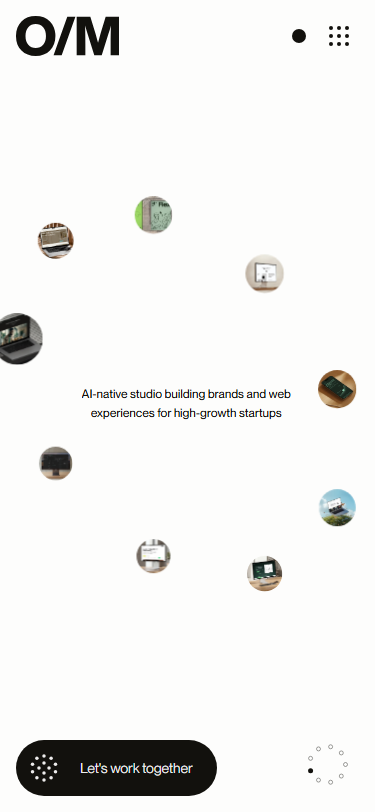 O/M
AI-native studio building brands and web
experiences for high-growth startups
Let's work together